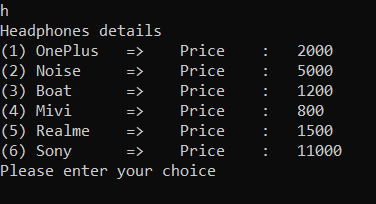 h
Headphones details
(1) OnePlus => Price : 2000
(2) Noise => Price : 5000
(3) Boat => Price : 1200
(4) Mivi => Price : 800
(5) Realme => Price : 1500
(6) Sony => Price : 11000
Please enter your choice